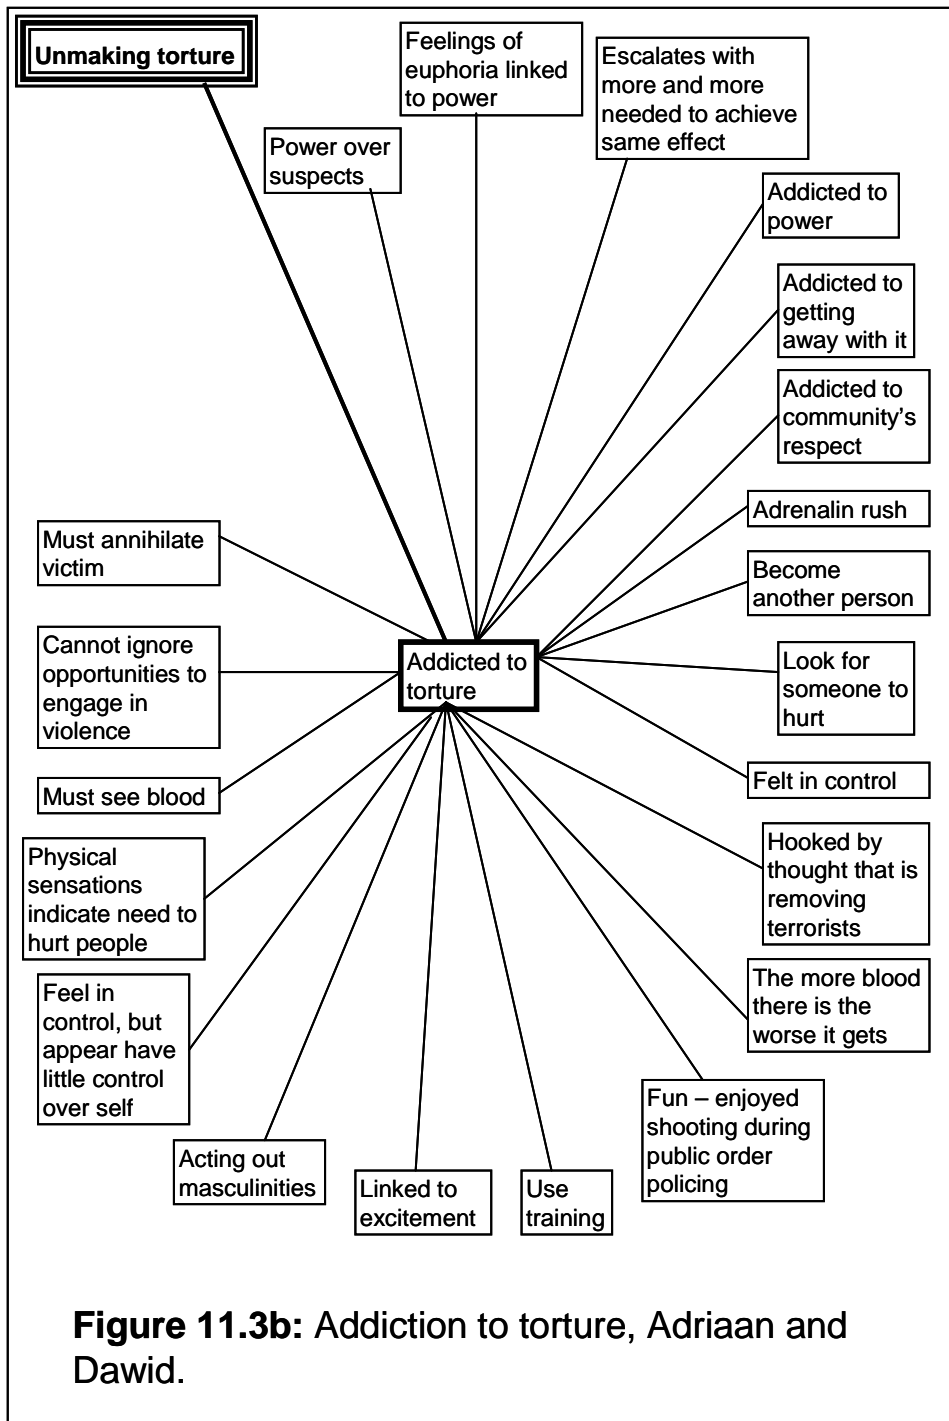 Unmaking torture
Feelings of
euphoria linked
to power
Escalates with
more and more
needed to achieve
same effect
Power over
suspects
Addicted to
power
Addicted to
getting
away with it
Addicted to
community's
respect
Adrenalin rush
Become
another person
Look for
someone to
hurt
Felt in control
Hooked by
thought that is
removing
terrorists
The more blood
there is the
worse it gets
Fun – enjoyed
shooting during
public order
policing
Use
training
Linked to
excitement
Acting out
masculinities
Feel in
control, but
appear have
little control
over self
Physical
sensations
indicate need to
hurt people
Must see blood
Cannot ignore
opportunities to
engage in
violence
Must annihilate
victim
Addicted to
torture
Figure 11.3b: Addiction to torture, Adriaan and
Dawid.